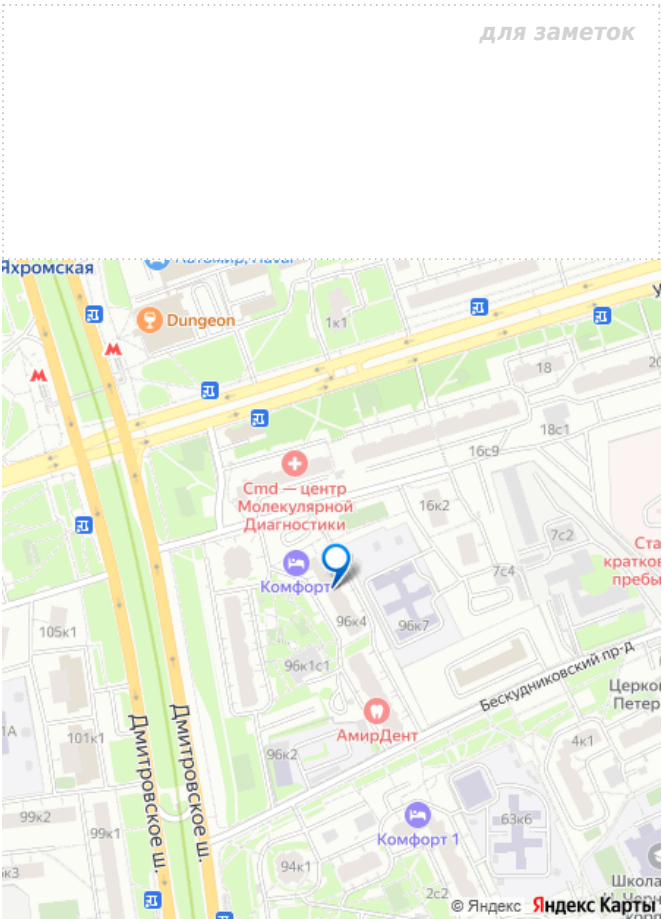 для заметок
Яхромская
Dungeon
1к1
18
18с1
16с9
Cmd — центр
Молекулярной
Диагностики
16к2
7с2
7с4
Комфорт
96к4
96к7
105к1
96к1с1
Бескудниковский пр-д
АмирДент
101к1
Дмитровское ш.
Дмитровское ш.
96к2
4к1
99к2
99к1
Комфорт 1
63к6
94к1
Школа
2с2
© Яндекс Яндекс Карты